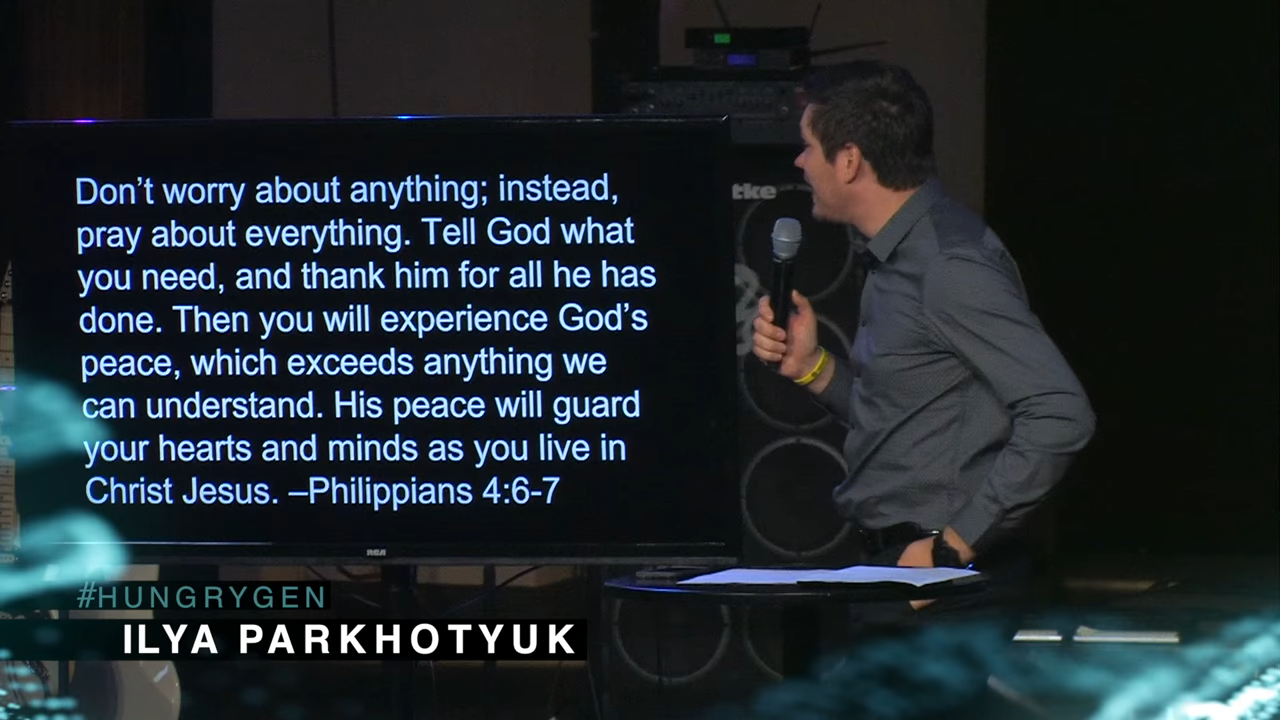 Don't worry about anything; instead,
pray about everything. Tell God what
you need, and thank him for all he has
done. Then you will experience God's
peace, which exceeds anything we
can understand. His peace will guard
your hearts and minds as you live in
Christ Jesus. –Philippians 4:6-7
RCA
tke
#HUNGRYGEN
ILYA PARKHOTYUK